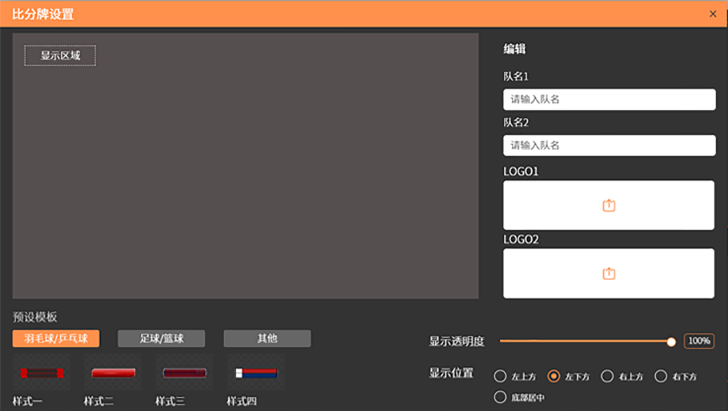 比分牌设置
显示区域
编辑
队名1
请输入队名
队名2
请输入队名
LOGO1
LOGO2
预设模板
羽毛球/乒乓球 足球/篮球 其他
样式一 样式二 样式三 样式四
显示透明度 100%
显示位置 左上方 左下方 右上方 右下方
底部居中